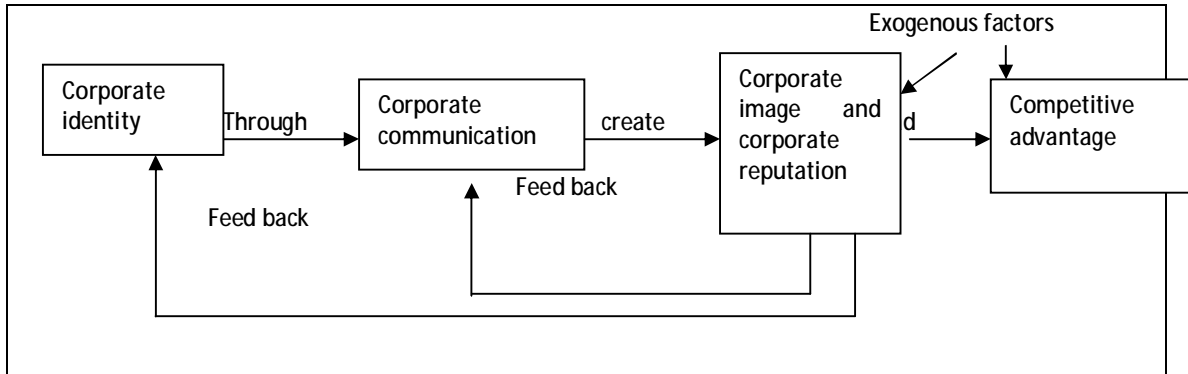 Exogenous factors
Corporate
identity
Through
Corporate
communication
create
Corporate
image and
corporate
reputation
d
Competitive
advantage
Feed back
Feed back